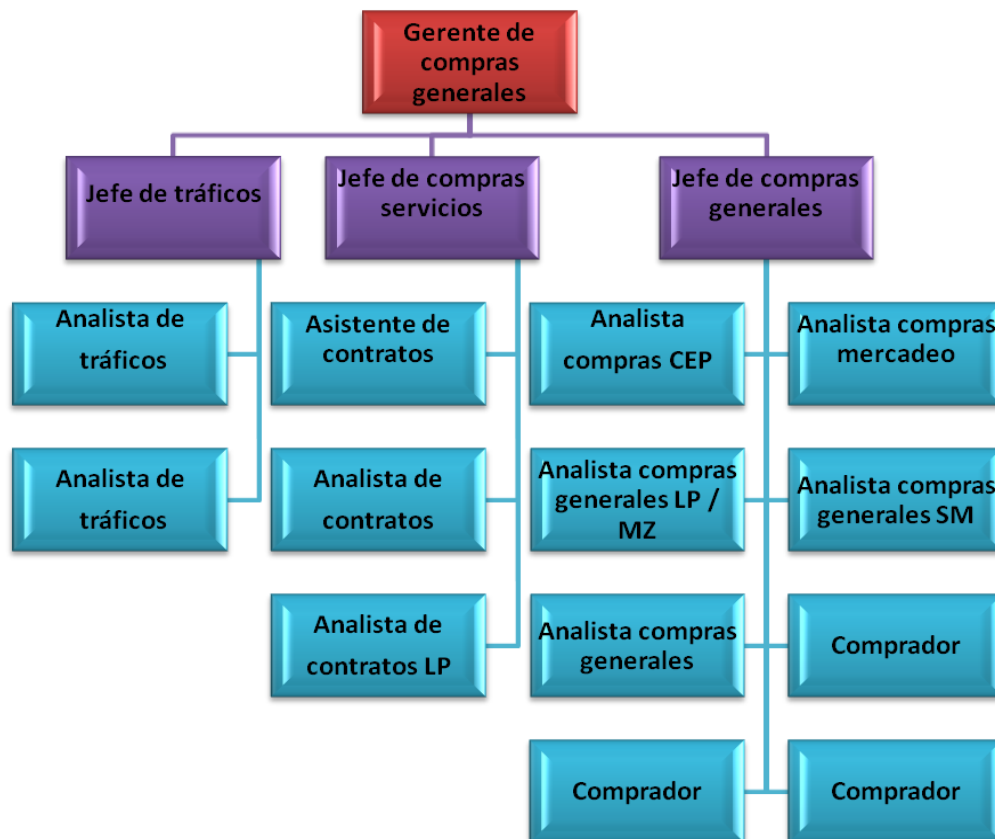 Gerente de
compras
generales
Jefe de tráficos
Jefe de compras
servicios
Jefe de compras
generales
Analista de
tráficos
Asistente de
contratos
Analista
compras CEP
Analista compras
mercadeo
Analista de
tráficos
Analista de
contratos
Analista compras
generales LP /
MZ
Analista compras
generales SM
Analista de
contratos LP
Analista compras
generales
Comprador
Comprador
Comprador